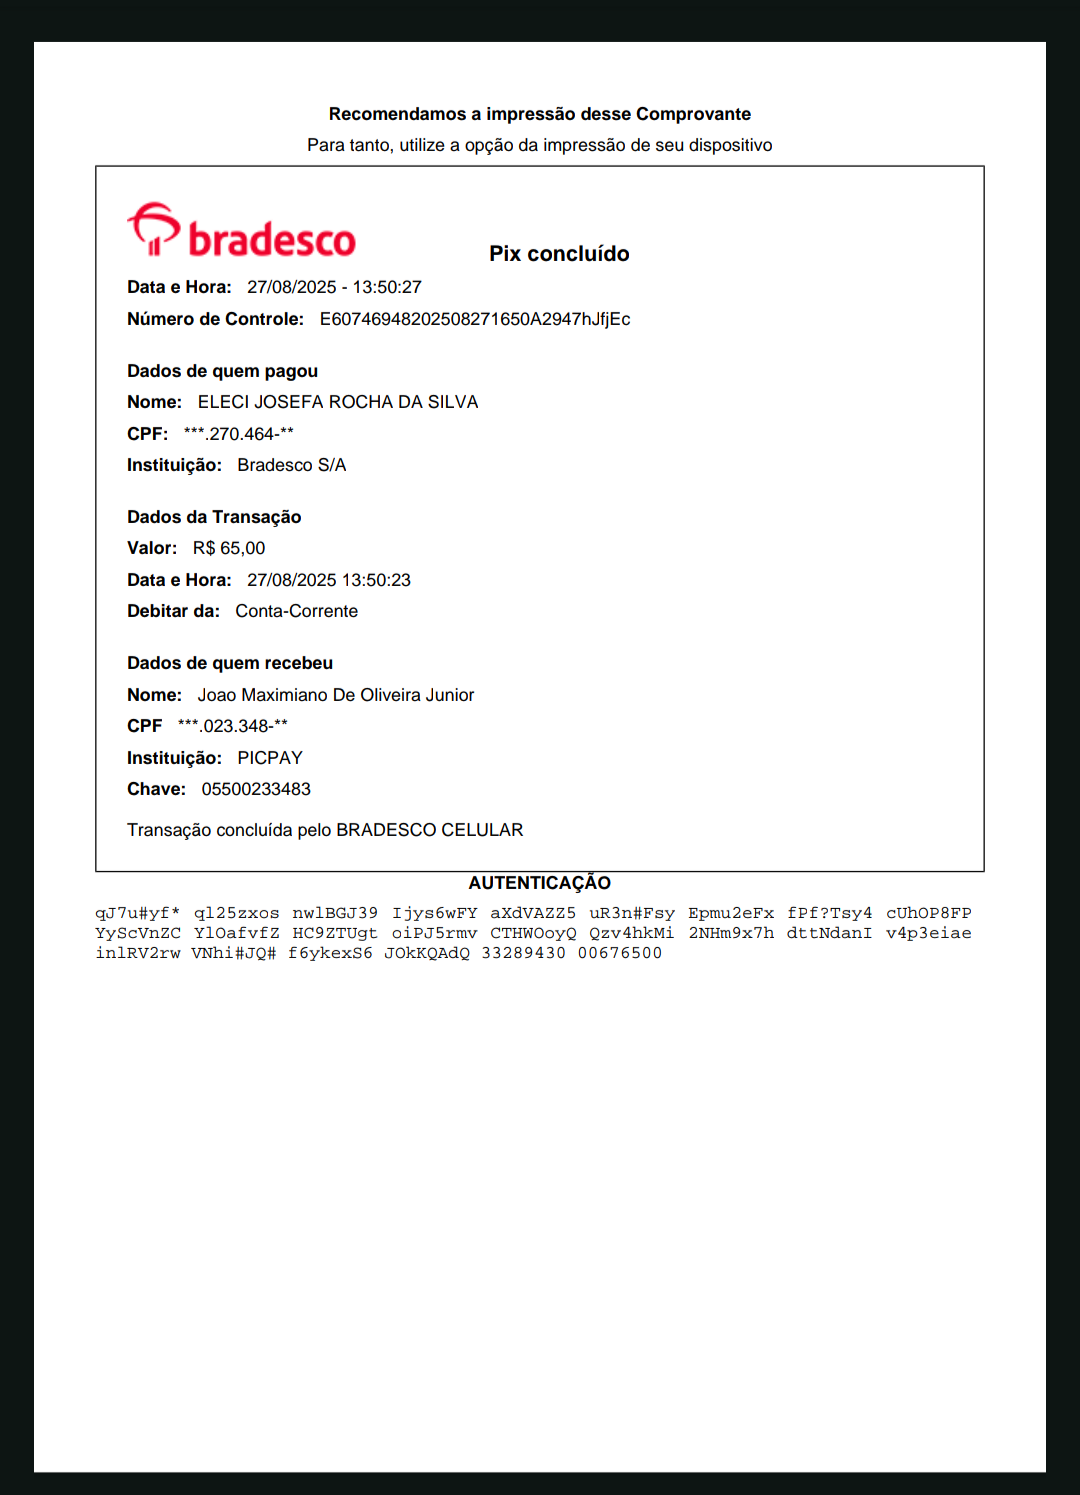 Recomendamos a impressão desse Comprovante
Para tanto, utilize a opção da impressão de seu dispositivo
bradesco
Pix concluído
Data e Hora: 27/08/2025 - 13:50:27
Número de Controle: E60746948202508271650A2947hJfjEc
Dados de quem pagou
Nome: ELECI JOSEFA ROCHA DA SILVA
CPF: ***.270.464-**
Instituição: Bradesco S/A
Dados da Transação
Valor: R$ 65,00
Data e Hora: 27/08/2025 13:50:23
Debitar da: Conta-Corrente
Dados de quem recebeu
Nome: Joao Maximiano De Oliveira Junior
CPF ***.023.348-**
Instituição: PICPAY
Chave: 05500233483
Transação concluída pelo BRADESCO CELULAR
AUTENTICAÇÃO
qJ7u#yf* ql25zxos nwlBGJ39 Ijys6wFY aXdVAZZ5 uR3n#Fsy Epmu2eFx fPf?Tsy4 cUhOP8FP
YyScVnZC YlOafvfZ HC9ZTUgt oiPJ5rmv CTHWOoyQ Qzv4hkMi 2NHm9x7h dttNdanI v4p3eiae
inlRV2rw VNhi#JQ# f6ykexS6 JOkKQAdQ 33289430 00676500